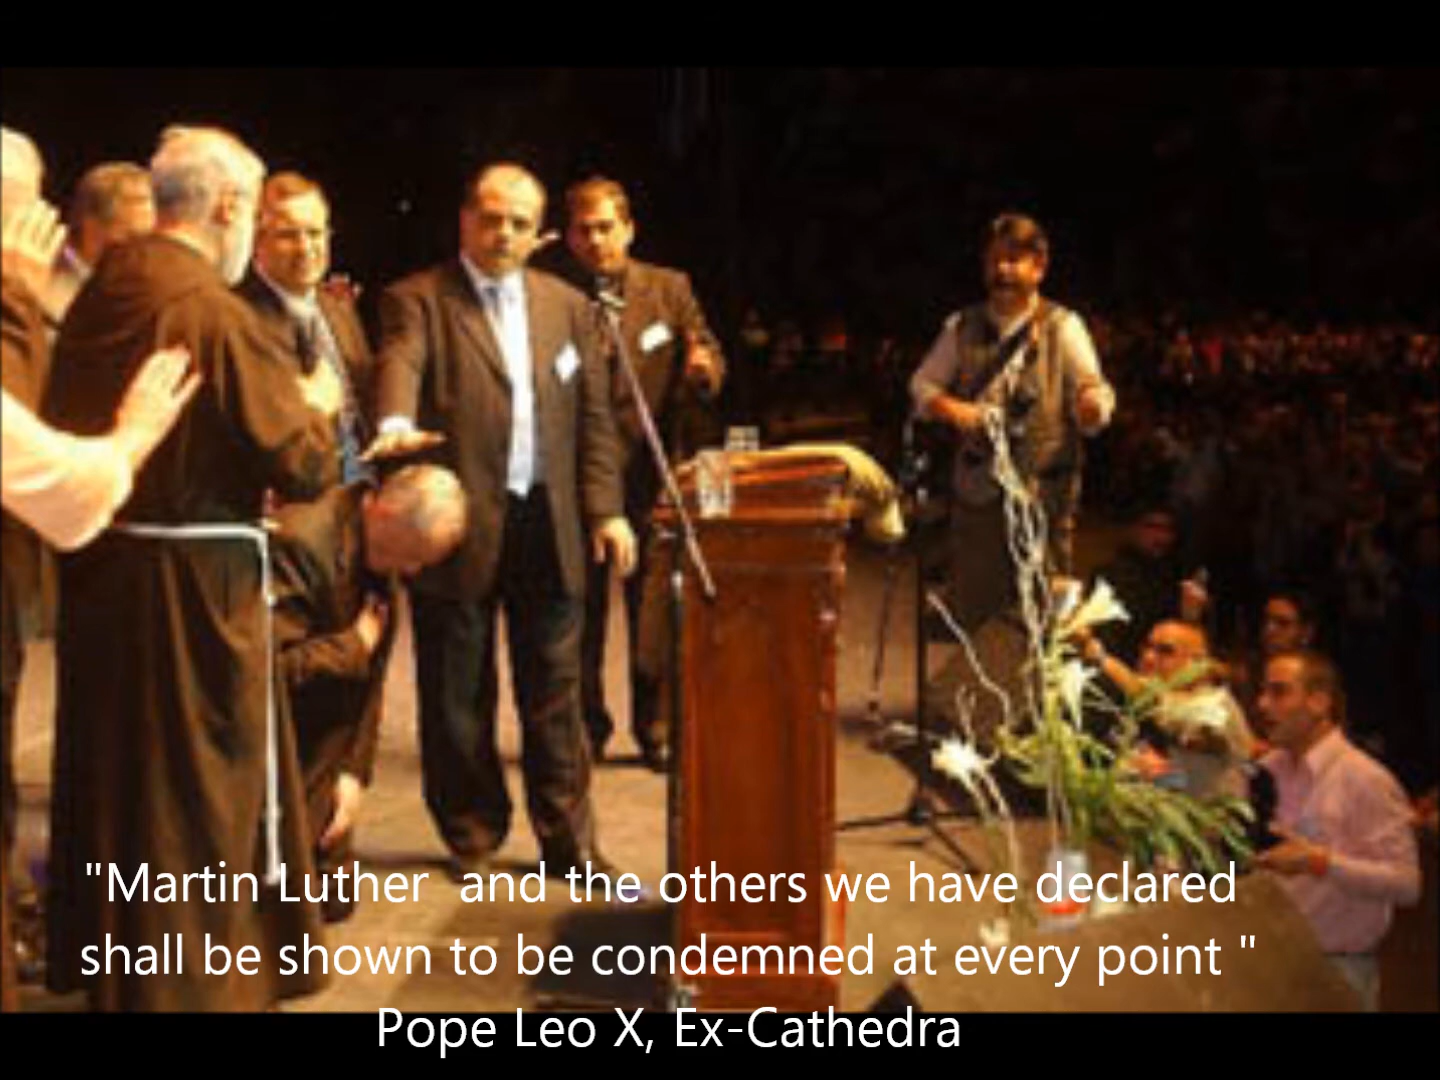 "Martin Luther  and the others we have declared
shall be shown to be condemned at every point "
Pope Leo X, Ex-Cathedra